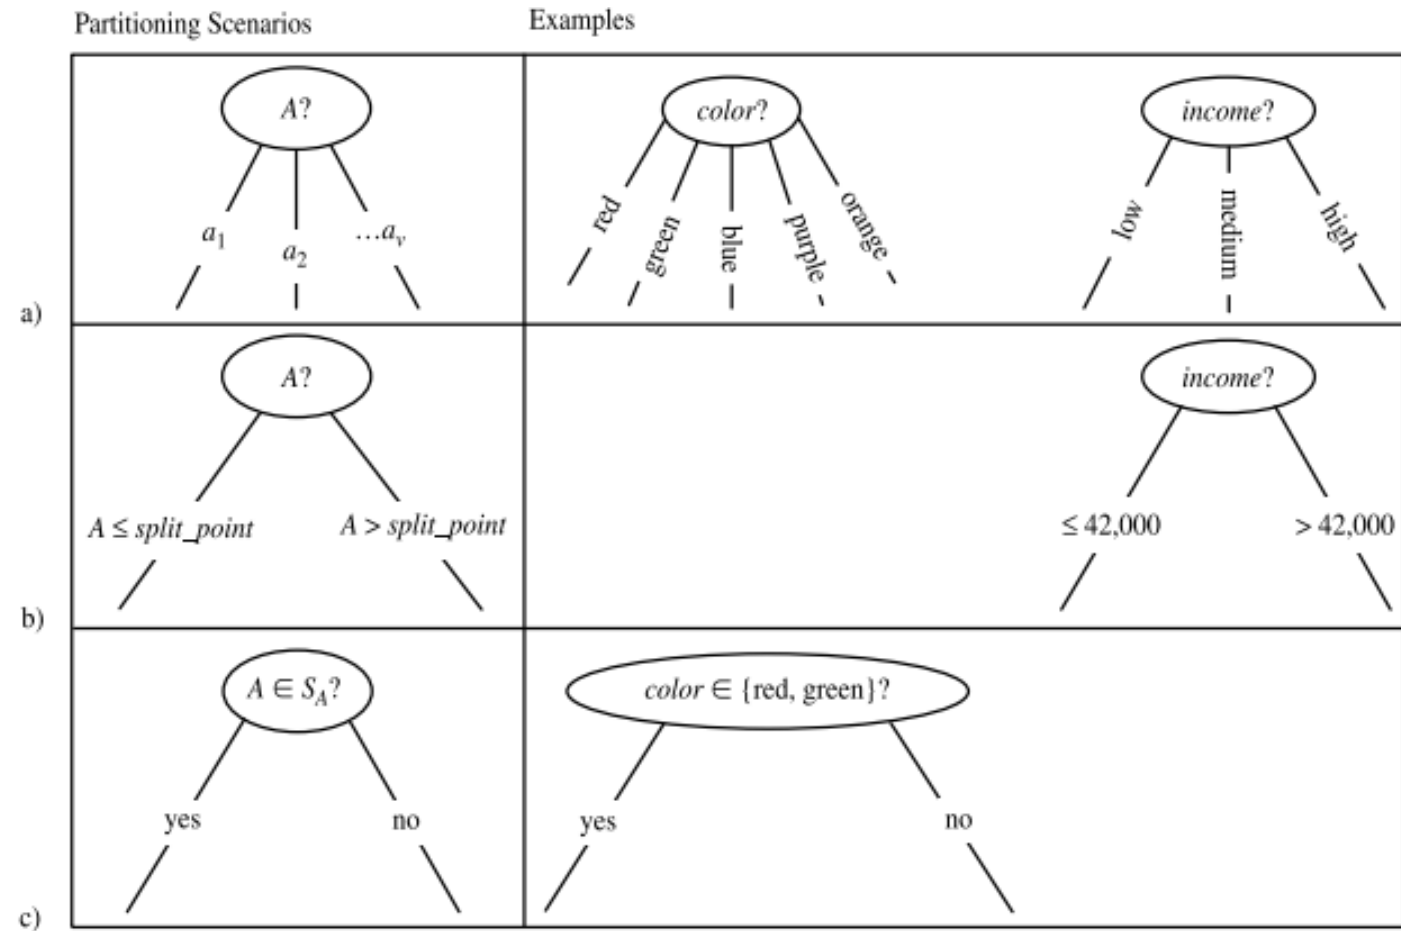 Partitioning Scenarios
Examples
a)
A?
a1
a2
...av
color?
red
green
blue
purple
orange
income?
low
medium
high
b)
A?
A ≤ split_point
A > split_point
income?
≤ 42,000
> 42,000
c)
A ∈ SA?
yes
no
color ∈ {red, green}?
yes
no